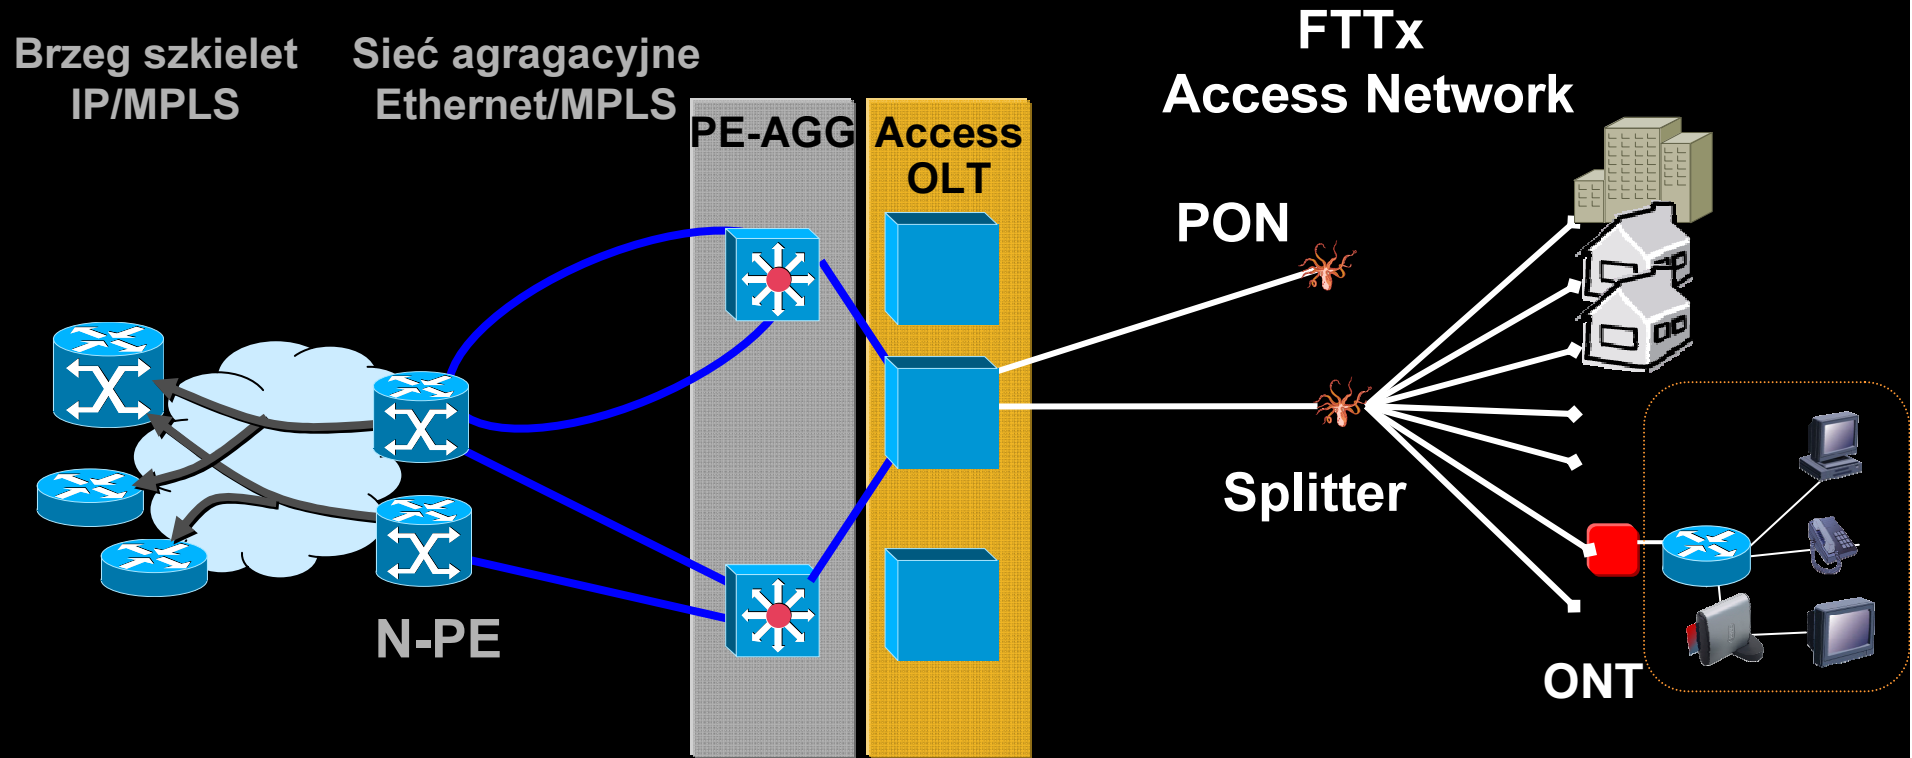 FTTx
Access Network
Brzeg szkielet
IP/MPLS
Sieć agragacyjne
Ethernet/MPLS
PE-AGG
Access
OLT
PON
Splitter
N-PE
ONT